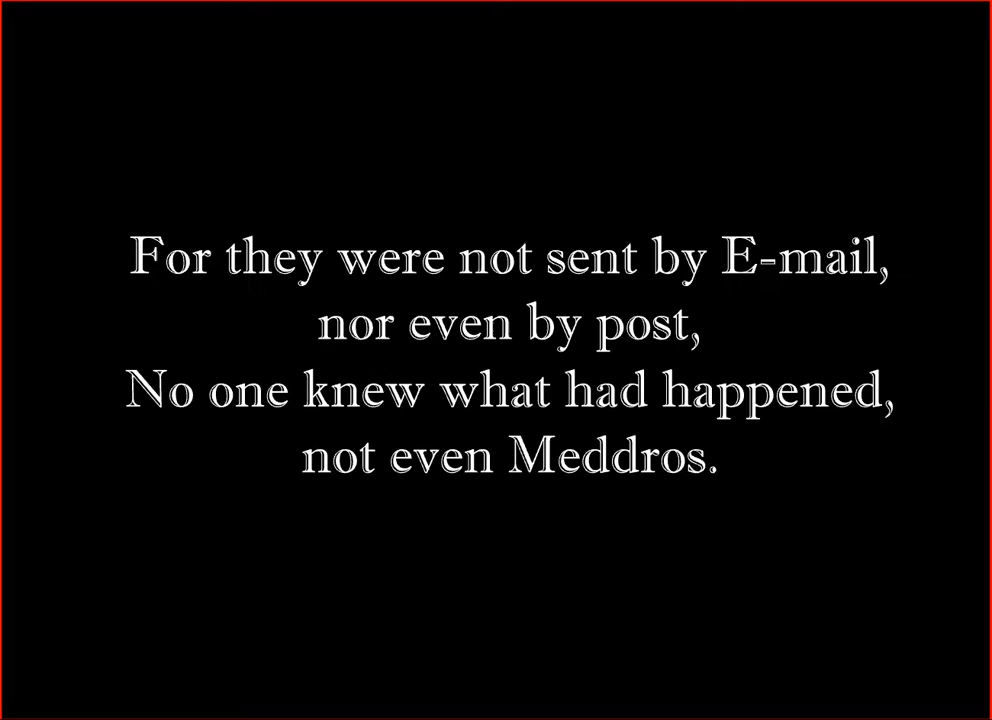 For they were not sent by E-mail,
nor even by post,
No one knew what had happened,
not even Meddros.